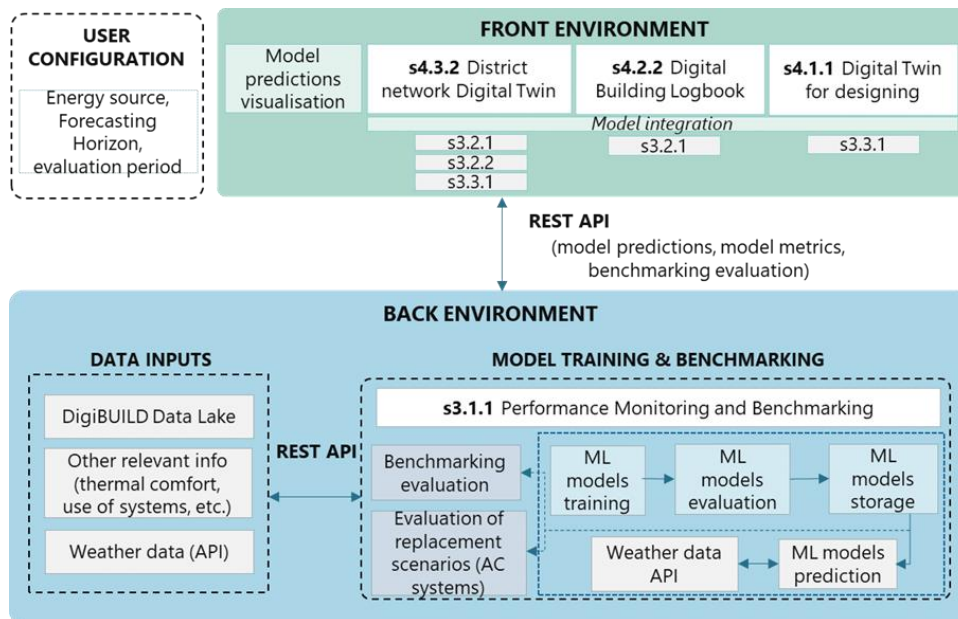 USER
CONFIGURATION
Energy source,
Forecasting
Horizon,
evaluation period
FRONT ENVIRONMENT
Model
predictions
visualisation
s4.3.2 District
network Digital Twin
s4.2.2 Digital
Building Logbook
s4.1.1 Digital Twin
for designing
Model integration
s3.2.1
s3.2.2
s3.3.1
s3.2.1
s3.3.1
REST API
(model predictions, model metrics,
benchmarking evaluation)
BACK ENVIRONMENT
DATA INPUTS
DigiBUILD Data Lake
Other relevant info
(thermal comfort,
use of systems, etc.)
Weather data (API)
REST API
MODEL TRAINING & BENCHMARKING
s3.1.1 Performance Monitoring and Benchmarking
Benchmarking
evaluation
Evaluation of
replacement
scenarios (AC
systems)
ML
models
training
ML
models
evaluation
ML
models
storage
Weather data
API
ML models
prediction